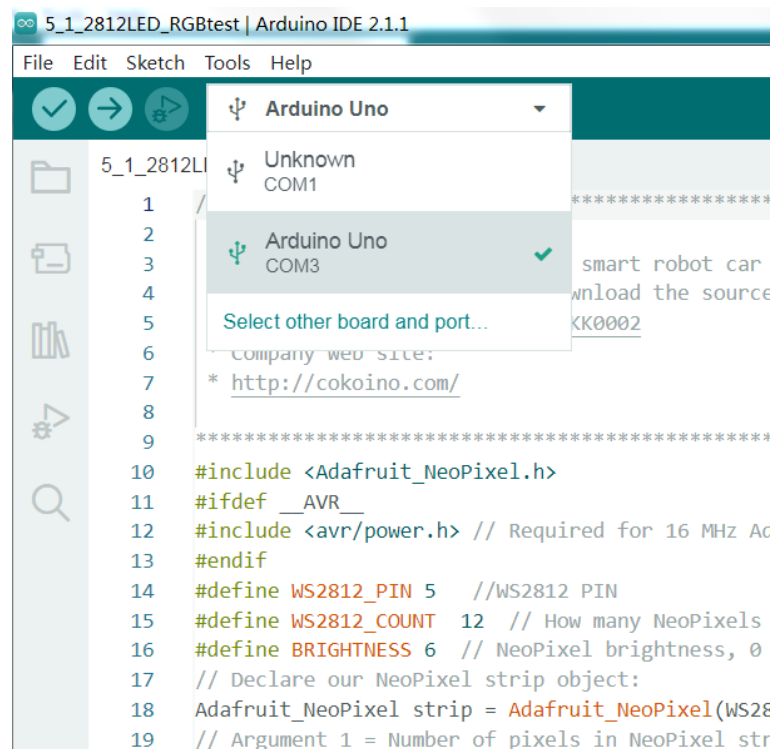 5_1_2812LED_RGBtest | Arduino IDE 2.1.1
File Edit Sketch Tools Help
Arduino Uno
5_1_2812L
Unknown
COM1
Arduino Uno
COM3
Select other board and port...
1 / *****************
2
3 smart robot car
4 wnload the source
5 KK0002
6 * Company web site:
7 * http://cokoino.com/
8
9 ************************************************
10 #include <Adafruit_NeoPixel.h>
11 #ifdef __AVR__
12 #include <avr/power.h> // Required for 16 MHz Ad
13 #endif
14 #define WS2812_PIN 5 //WS2812 PIN
15 #define WS2812_COUNT 12 // How many NeoPixels
16 #define BRIGHTNESS 6 // NeoPixel brightness, 0
17 // Declare our NeoPixel strip object:
18 Adafruit_NeoPixel strip = Adafruit_NeoPixel(WS28
19 // Argument 1 = Number of pixels in NeoPixel str